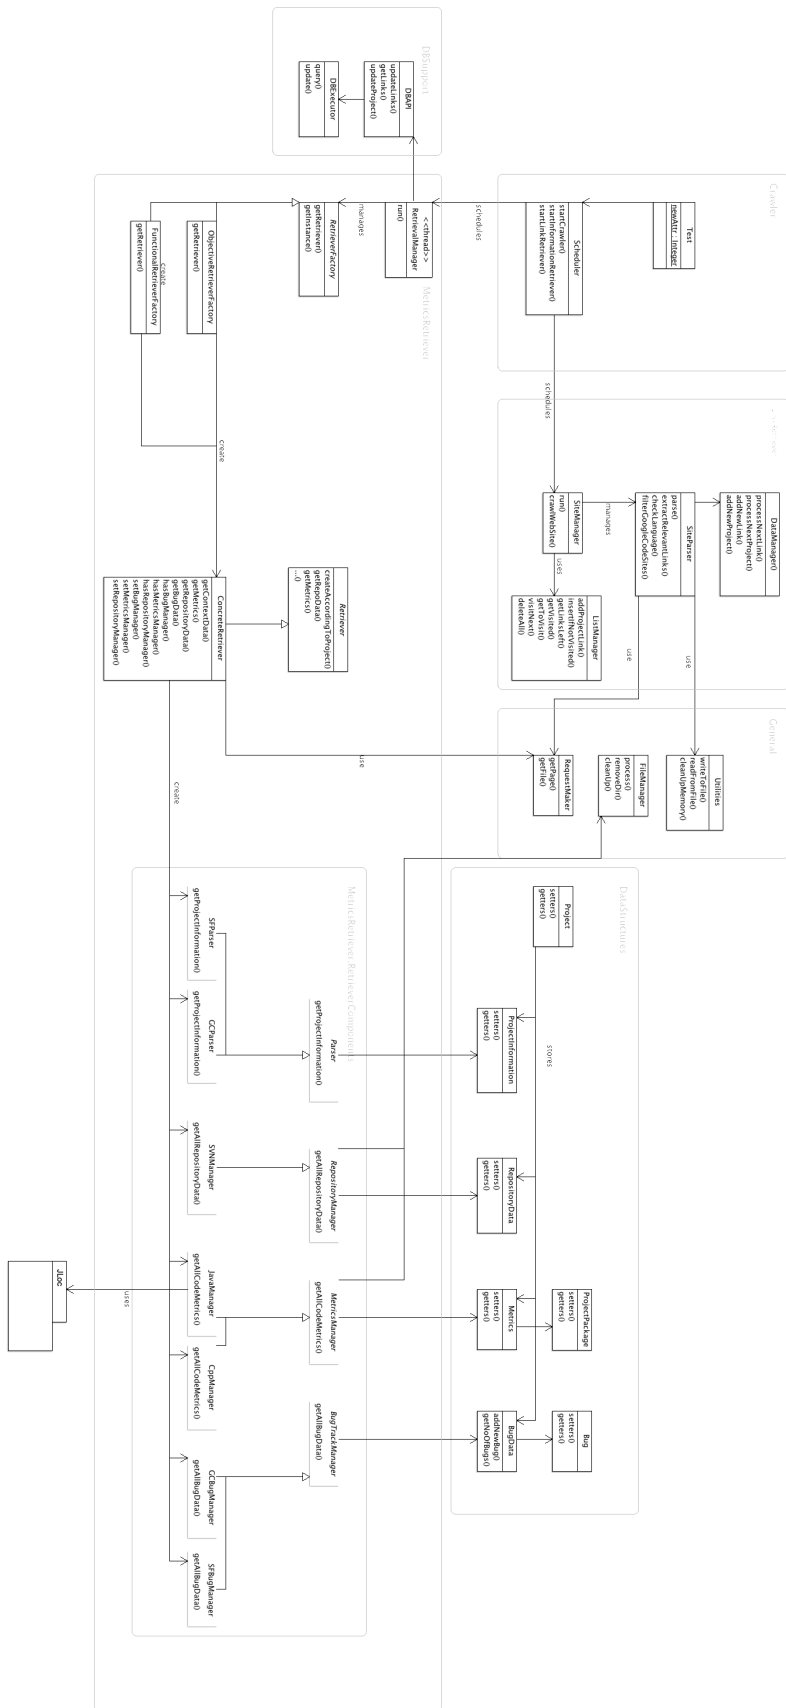 Crawler
Test
newAttr : Integer
Scheduler
startCrawler()
startInformationRetriever()
startLinkRetriever()
schedules
schedules
DBSupport
DBAPI
updateLinks()
getLinks()
updateProject()
DBExecutor
query()
update()
MetricsRetriever
<<thread>>
RetrievalManager
run()
manages
RetrieverFactory
getRetriever()
getInstance()
ObjectiveRetrieverFactory
getRetriever()
FunctionalRetrieverFactory
getRetriever()
create
create
DataManager
processNextLink()
processNextProject()
addNewLink()
addNewProject()
SiteParser
parse()
extractRelevantLinks()
checkLanguage()
filterGoogleCodeSites()
manages
SiteManager
run()
crawlWebSite()
uses
ListManager
addProjectLink()
insertIfNotVisited()
getLinksLeft()
getVisited()
getToVisit()
visitNext()
deleteAll()
use
use
Retriever
createAccordingToProject()
getRepoData()
getMetrics()
...()
ConcreteRetriever
getContextData()
getMetrics()
getRepositoryData()
getBugData()
hasBugManager()
hasMetricsManager()
hasRepositoryManager()
setBugManager()
setMetricsManager()
setRepositoryManager()
use
create
General
Utilities
writeToFile()
readFromFile()
cleanUpMemory()
FileManager
process()
removeDir()
cleanUp()
RequestMaker
getPage()
getFile()
DataStructures
Project
setters()
getters()
stores
ProjectInformation
setters()
getters()
RepositoryData
setters()
getters()
ProjectPackage
setters()
getters()
Metrics
setters()
getters()
Bug
setters()
getters()
BugData
addNewBug()
getNoOfBugs()
MetricsRetriever.RetrieverComponents
Parser
getProjectInformation()
SFParser
getProjectInformation()
GCParser
getProjectInformation()
RepositoryManager
getAllRepositoryData()
SVNManager
getAllRepositoryData()
MetricsManager
getAllCodeMetrics()
JavaManager
getAllCodeMetrics()
CppManager
getAllCodeMetrics()
BugTrackManager
getAllBugData()
GCBugManager
getAllBugData()
SFBugManager
getAllBugData()
uses
JLoc